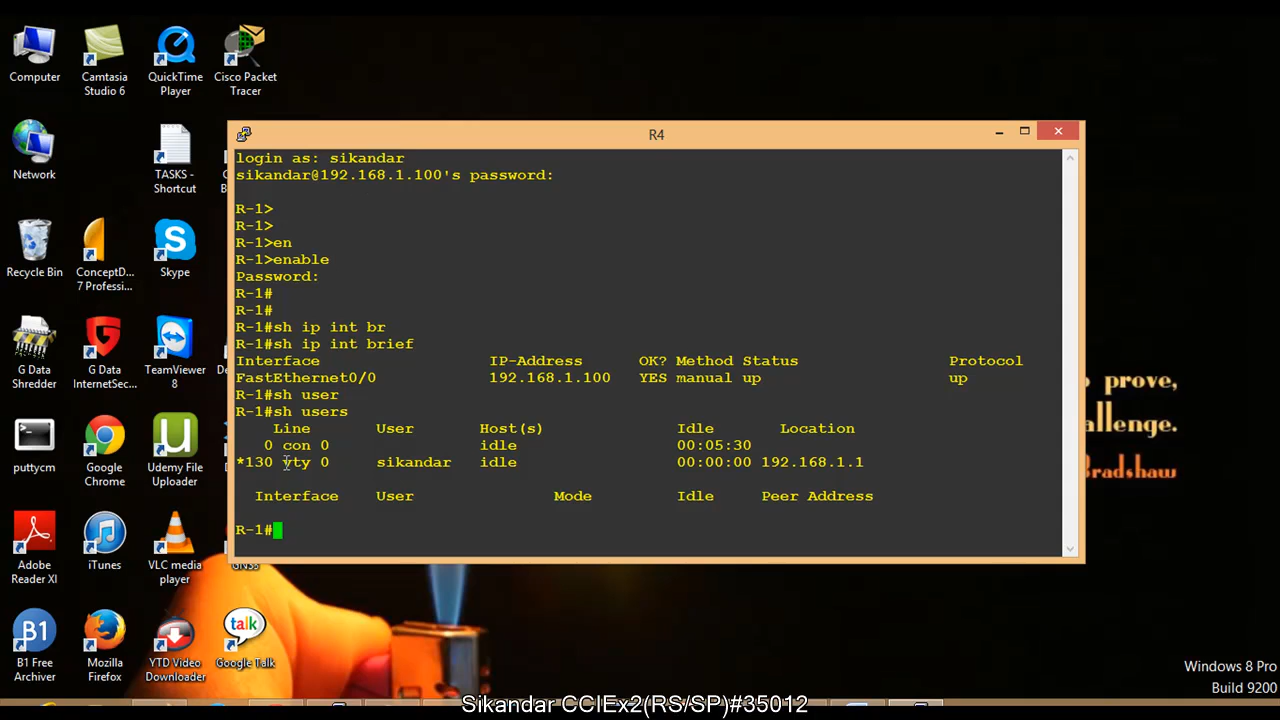 Computer
Camtasia
Studio 6
QuickTime
Player
Cisco Packet
Tracer
Network
TASKS -
Shortcut
Recycle Bin
ConceptD...
7 Professi...
Skype
G Data
Shredder
G Data
InternetSec...
TeamViewer
8
puttycm
Google
Chrome
Udemy File
Uploader
Adobe
Reader XI
iTunes
VLC media
player
GNS3
B1
B1 Free
Archiver
Mozilla
Firefox
YTD Video
Downloader
talk
Google Talk
R4
login as: sikandar
sikandar@192.168.1.100's password:
R-1>
R-1>
R-1>en
R-1>enable
Password:
R-1#
R-1#
R-1#sh ip int br
R-1#sh ip int brief
Interface IP-Address OK? Method Status Protocol
FastEthernet0/0 192.168.1.100 YES manual up up
R-1#sh user
R-1#sh users
Line User Host(s) Idle Location
0 con 0 idle 00:05:30
*130 vty 0 sikandar idle 00:00:00 192.168.1.1
Interface User Mode Idle Peer Address
R-1#
prove,
allenge.
Bradshaw
Windows 8 Pro
Build 9200
Sikandar CCIEx2(RS/SP)#35012